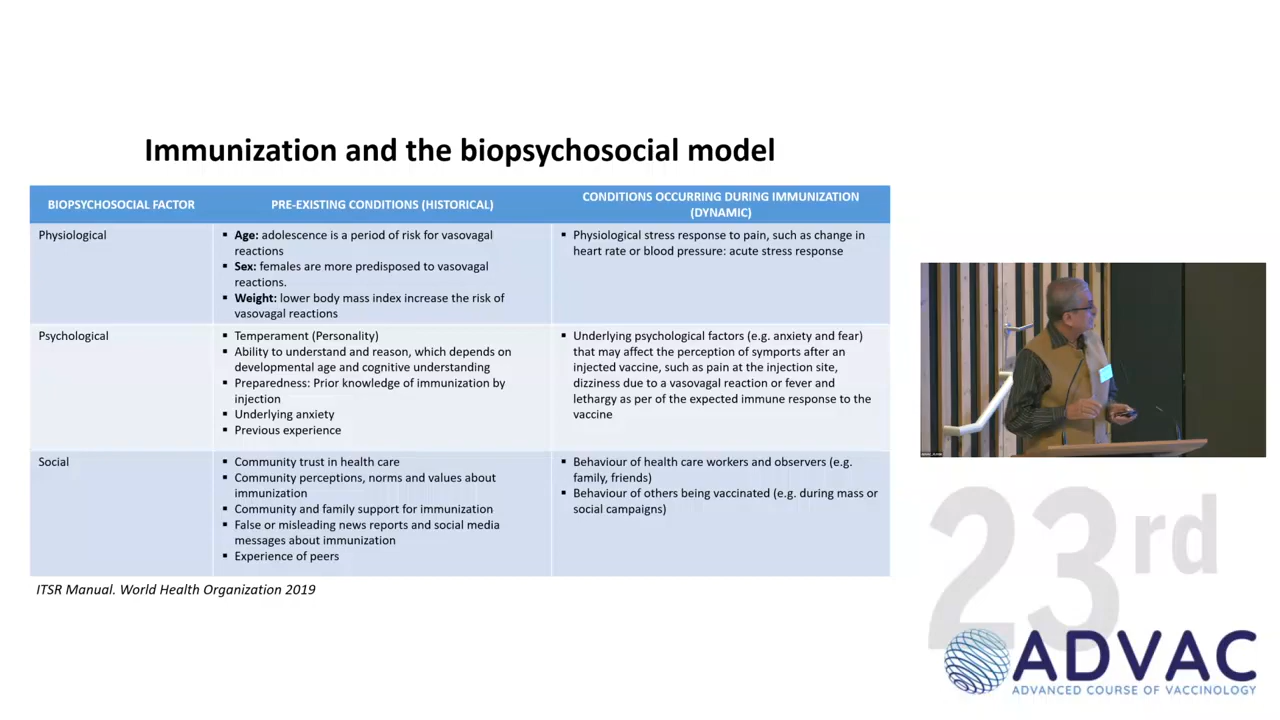 Immunization and the biopsychosocial model
BIOPSYCHOSOCIAL FACTOR
PRE-EXISTING CONDITIONS (HISTORICAL)
CONDITIONS OCCURRING DURING IMMUNIZATION
(DYNAMIC)
Physiological
▪ Age: adolescence is a period of risk for vasovagal
reactions
▪ Sex: females are more predisposed to vasovagal
reactions.
▪ Weight: lower body mass index increase the risk of
vasovagal reactions
▪ Physiological stress response to pain, such as change in
heart rate or blood pressure: acute stress response
Psychological
▪ Temperament (Personality)
▪ Ability to understand and reason, which depends on
developmental age and cognitive understanding
▪ Preparedness: Prior knowledge of immunization by
injection
▪ Underlying anxiety
▪ Previous experience
▪ Underlying psychological factors (e.g. anxiety and fear)
that may affect the perception of symports after an
injected vaccine, such as pain at the injection site,
dizziness due to a vasovagal reaction or fever and
lethargy as per of the expected immune response to the
vaccine
Social
▪ Community trust in health care
▪ Community perceptions, norms and values about
immunization
▪ Community and family support for immunization
▪ False or misleading news reports and social media
messages about immunization
▪ Experience of peers
▪ Behaviour of health care workers and observers (e.g.
family, friends)
▪ Behaviour of others being vaccinated (e.g. during mass or
social campaigns)
ITSR Manual. World Health Organization 2019
23rd
ADVAC
ADVANCED COURSE OF VACCINOLOGY